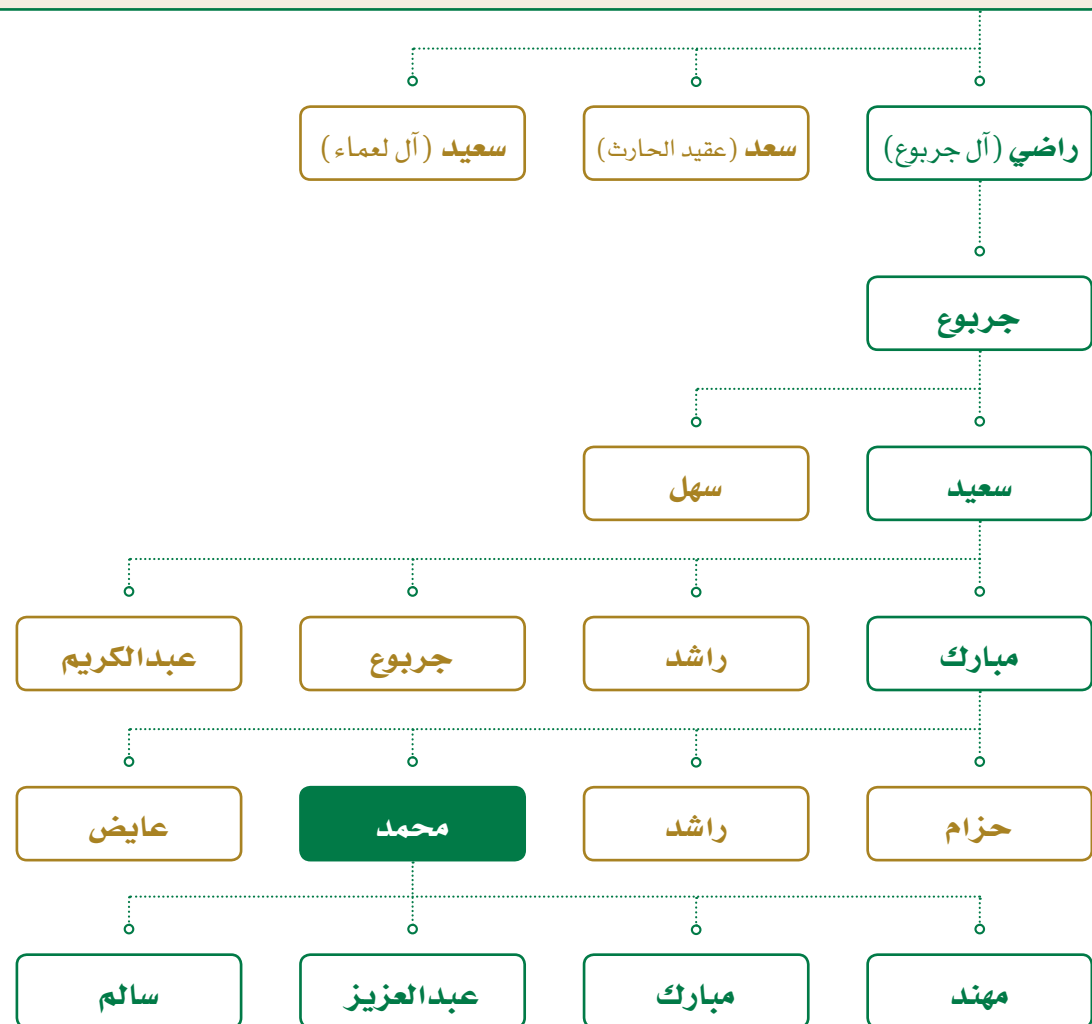 راضي (آل جربوع)
سعد (عقيد الحارث)
سعيد (آل لعماء)
جربوع
سعيد
سهل
مبارك
راشد
جربوع
عبدالكريم
حزام
راشد
محمد
عايض
مهند
مبارك
عبدالعزيز
سالم